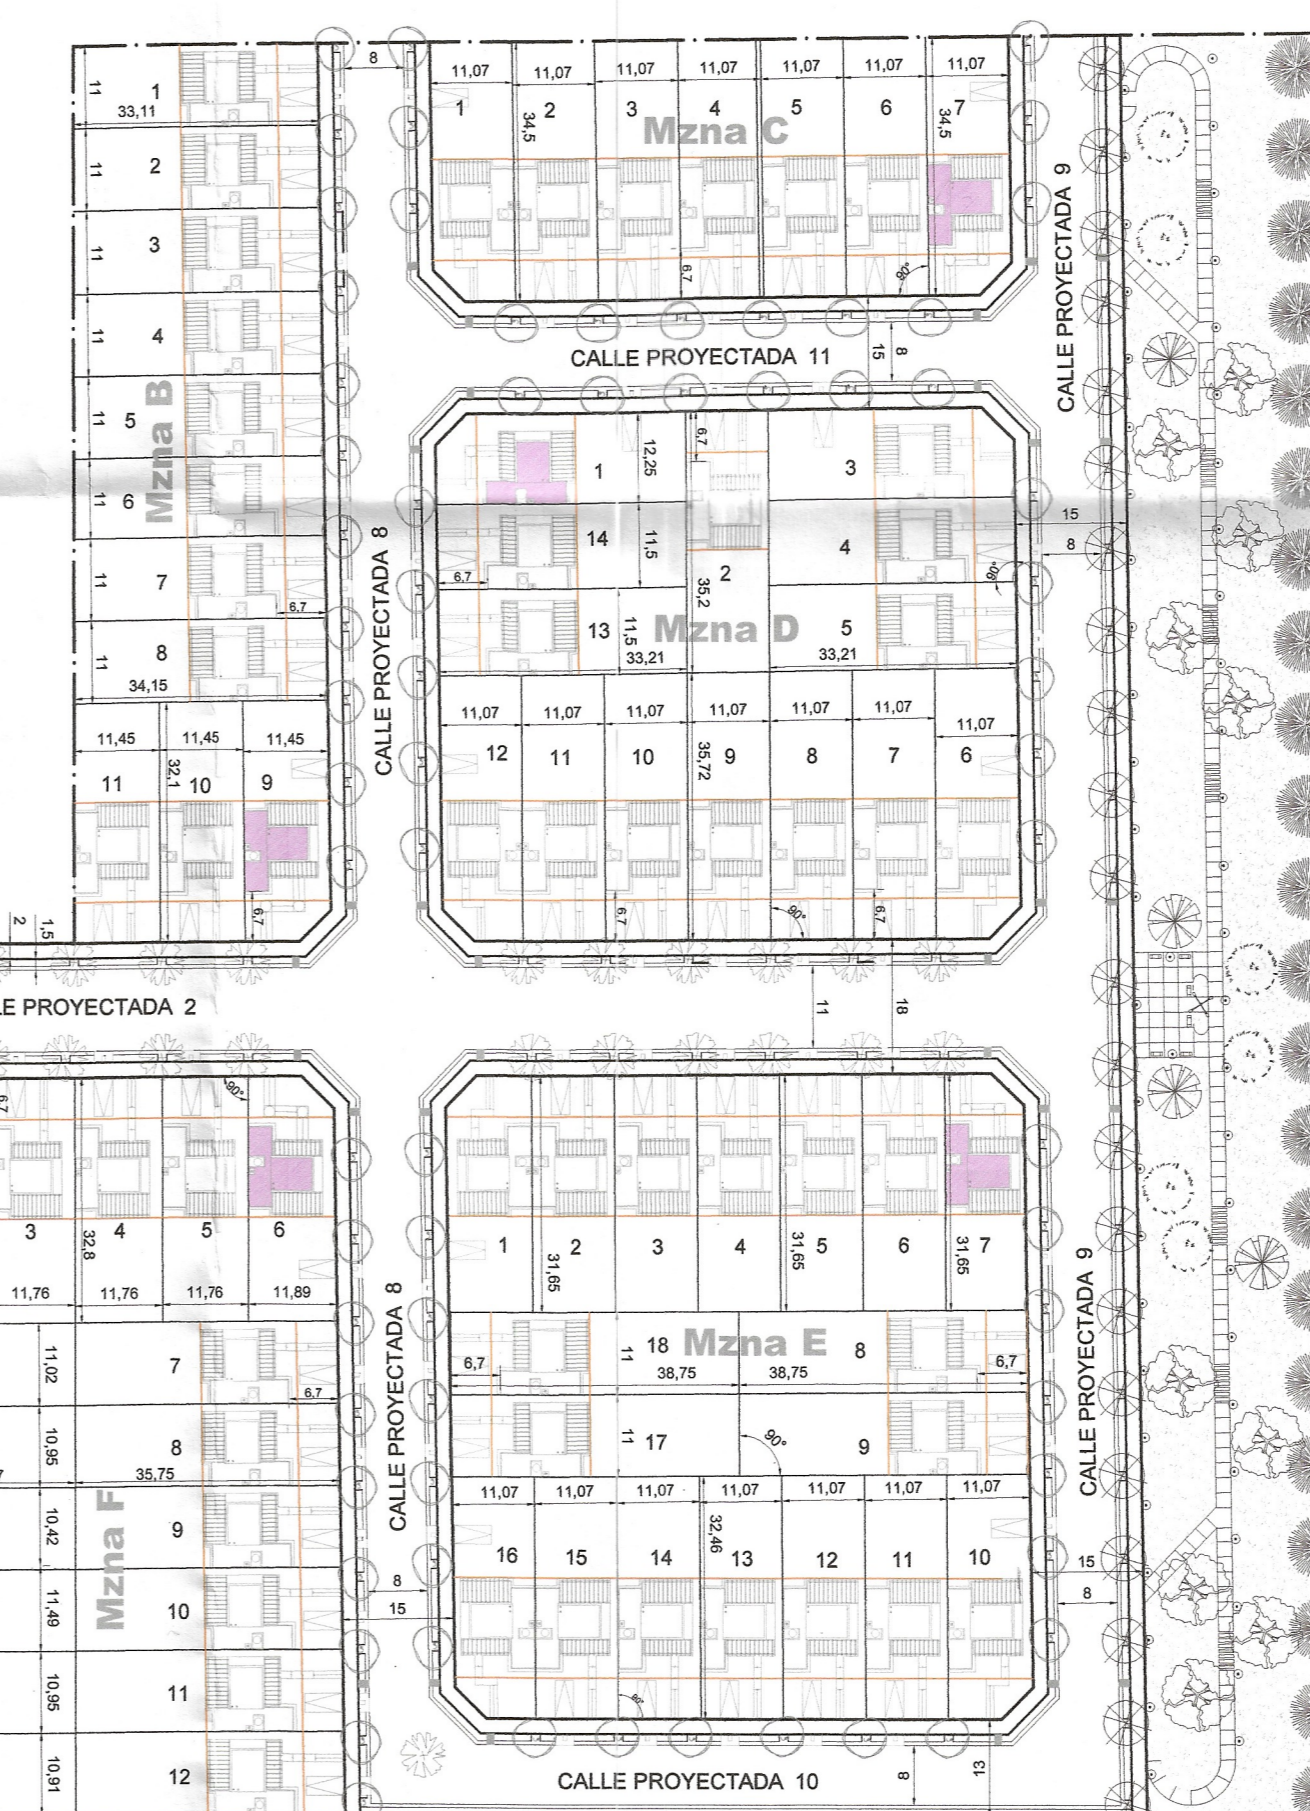 8
11,07 11,07 11,07 11,07 11,07 11,07 11,07
1 2 3 4 5 6 7
34,5 34,5
Mzna C
6,7
90°
CALLE PROYECTADA 11
15
8
CALLE PROYECTADA 9
11 1
33,11
11 2
11 3
11 4
11 5
11 6
11 7
6,7
11 8
34,15
Mzna B
11,45 11,45 11,45
11 10 9
32,1
6,7
2
1,5
CALLE PROYECTADA 8
1 12,25 6,7 3
14 11,5 4
6,7
2
35,2
13 11,5 5
33,21 33,21
Mzna D
90°
15
8
11,07 11,07 11,07 11,07 11,07 11,07 11,07
12 11 10 9 8 7 6
35,72
6,7 90° 6,7
LE PROYECTADA 2
11
18
6,7
90°
3 4 5 6
32,8
11,76 11,76 11,76 11,89
11,02 7
6,7
10,95 8
35,75
10,42 9
11,49 10
10,95 11
10,91 12
Mzna F
CALLE PROYECTADA 8
8
15
1 2 3 4 5 6 7
31,65 31,65 31,65
18 Mzna E 8
6,7 11 38,75 38,75 6,7
11 17 90° 9
11,07 11,07 11,07 11,07 11,07 11,07 11,07
16 15 14 13 12 11 10
32,46
CALLE PROYECTADA 9
15
8
CALLE PROYECTADA 10
8
13